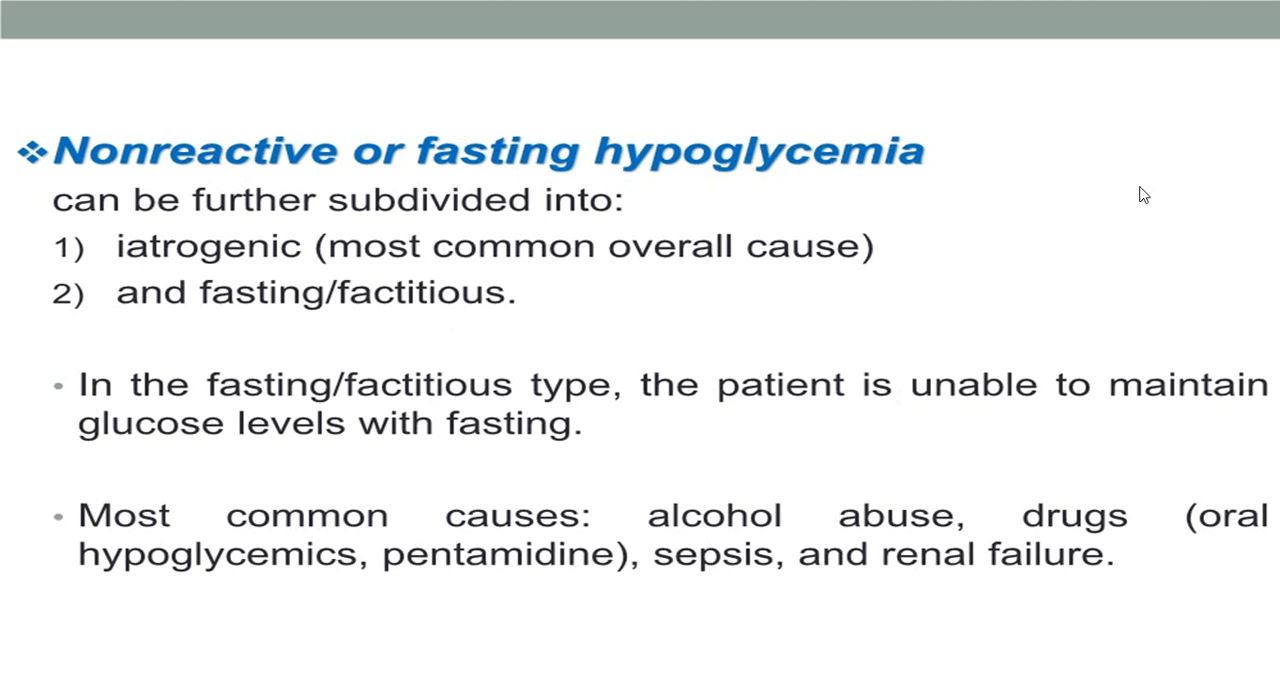 ❖Nonreactive or fasting hypoglycemia
can be further subdivided into:
1) iatrogenic (most common overall cause)
2) and fasting/factitious.
• In the fasting/factitious type, the patient is unable to maintain
glucose levels with fasting.
• Most common causes: alcohol abuse, drugs (oral
hypoglycemics, pentamidine), sepsis, and renal failure.